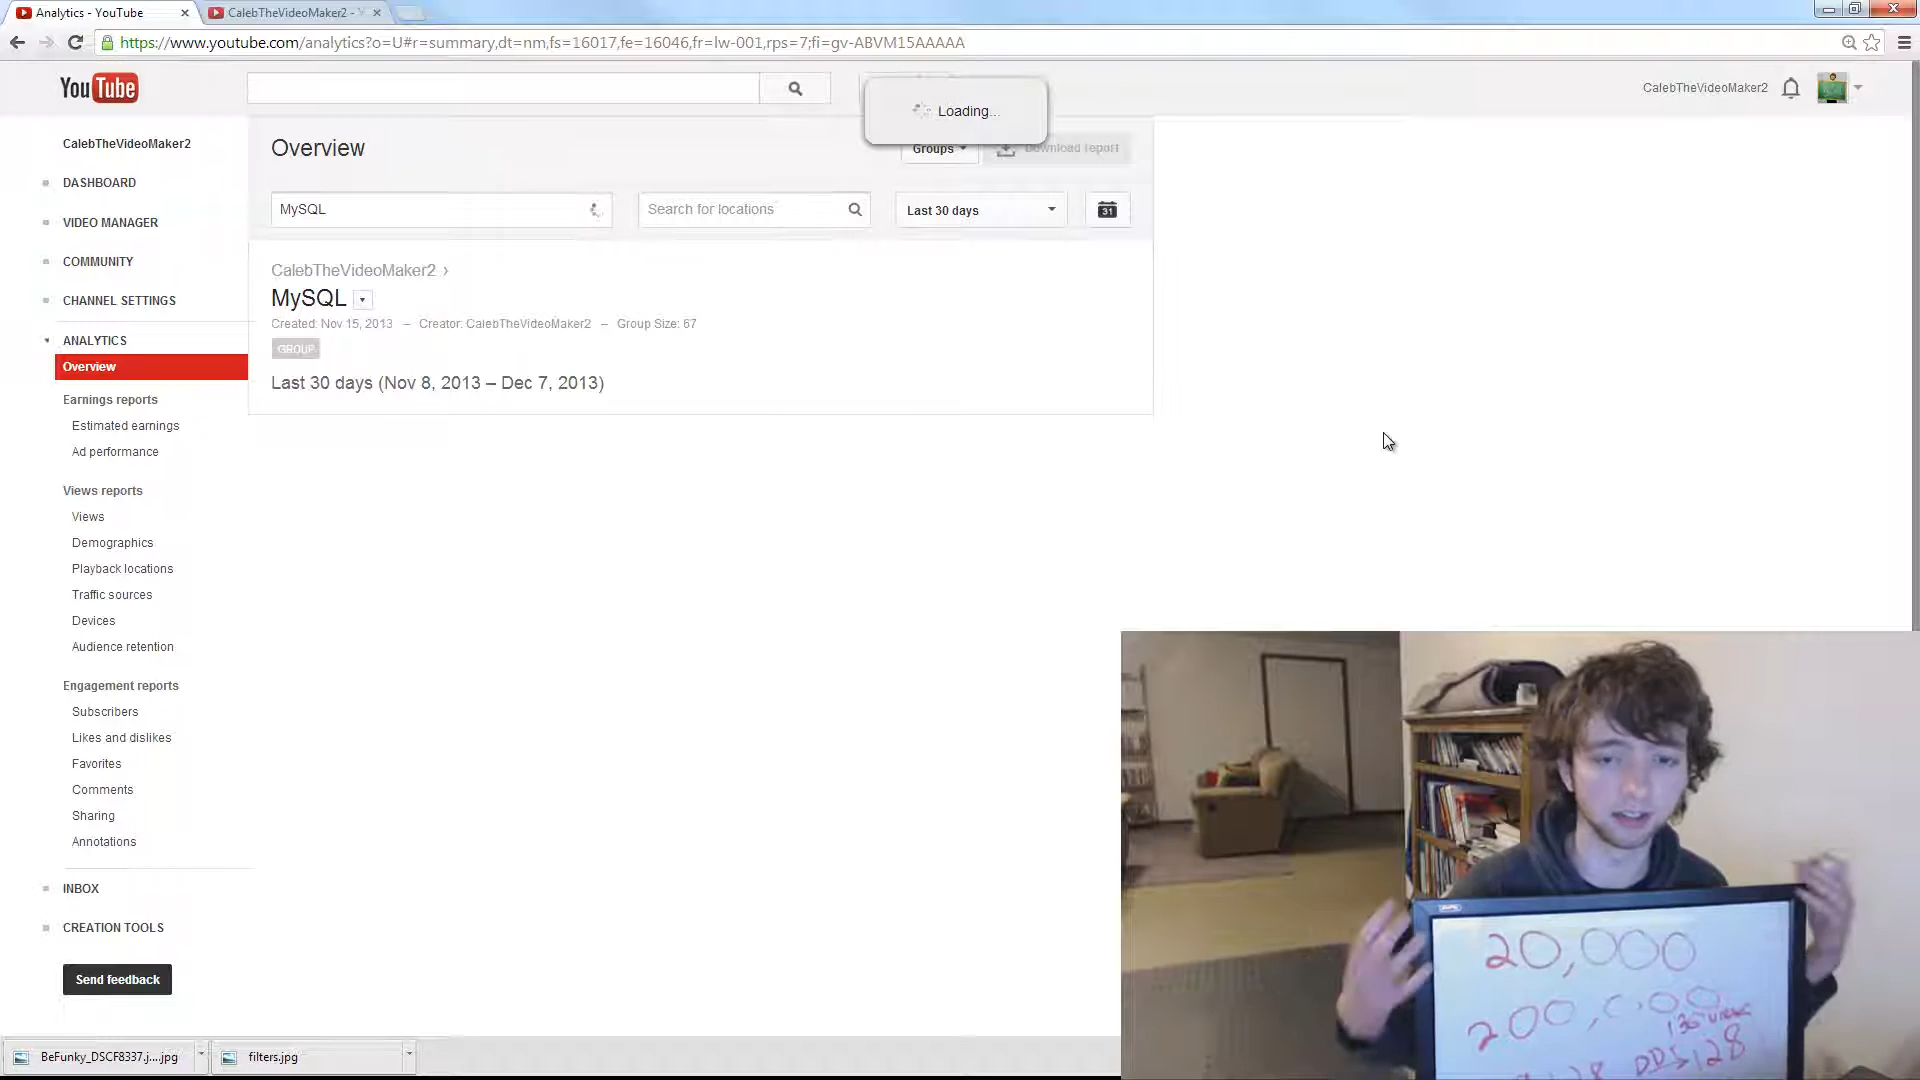 Analytics - YouTube
CalebTheVideoMaker2 -
https://www.youtube.com/analytics?o=U#r=summary,dt=nm,fs=16017,fe=16046,fr=lw-001,rps=7;fi=gv-ABVM15AAAAA
YouTube
Loading...
CalebTheVideoMaker2
CalebTheVideoMaker2
DASHBOARD
VIDEO MANAGER
COMMUNITY
CHANNEL SETTINGS
ANALYTICS
Overview
Earnings reports
Estimated earnings
Ad performance
Views reports
Views
Demographics
Playback locations
Traffic sources
Devices
Audience retention
Engagement reports
Subscribers
Likes and dislikes
Favorites
Comments
Sharing
Annotations
INBOX
CREATION TOOLS
Send feedback
Overview
Groups
Download report
MySQL
Search for locations
Last 30 days
31
CalebTheVideoMaker2 ›
MySQL
Created: Nov 15, 2013 – Creator: CalebTheVideoMaker2 – Group Size: 67
GROUP
Last 30 days (Nov 8, 2013 – Dec 7, 2013)
20,000
200,000
128
BeFunky_DSCF8337.j....jpg
filters.jpg